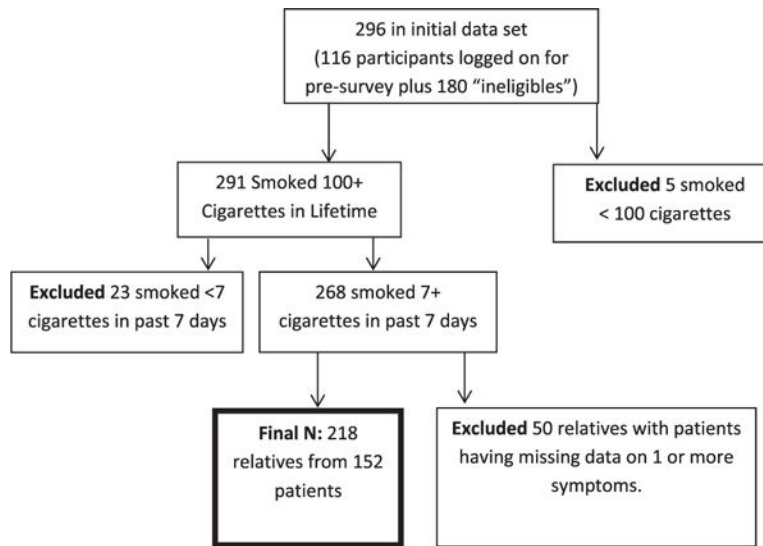 296 in initial data set
(116 participants logged on for
pre-survey plus 180 “ineligibles”)
291 Smoked 100+
Cigarettes in Lifetime
Excluded 5 smoked
< 100 cigarettes
Excluded 23 smoked <7
cigarettes in past 7 days
268 smoked 7+
cigarettes in past 7 days
Final N: 218
relatives from 152
patients
Excluded 50 relatives with patients
having missing data on 1 or more
symptoms.